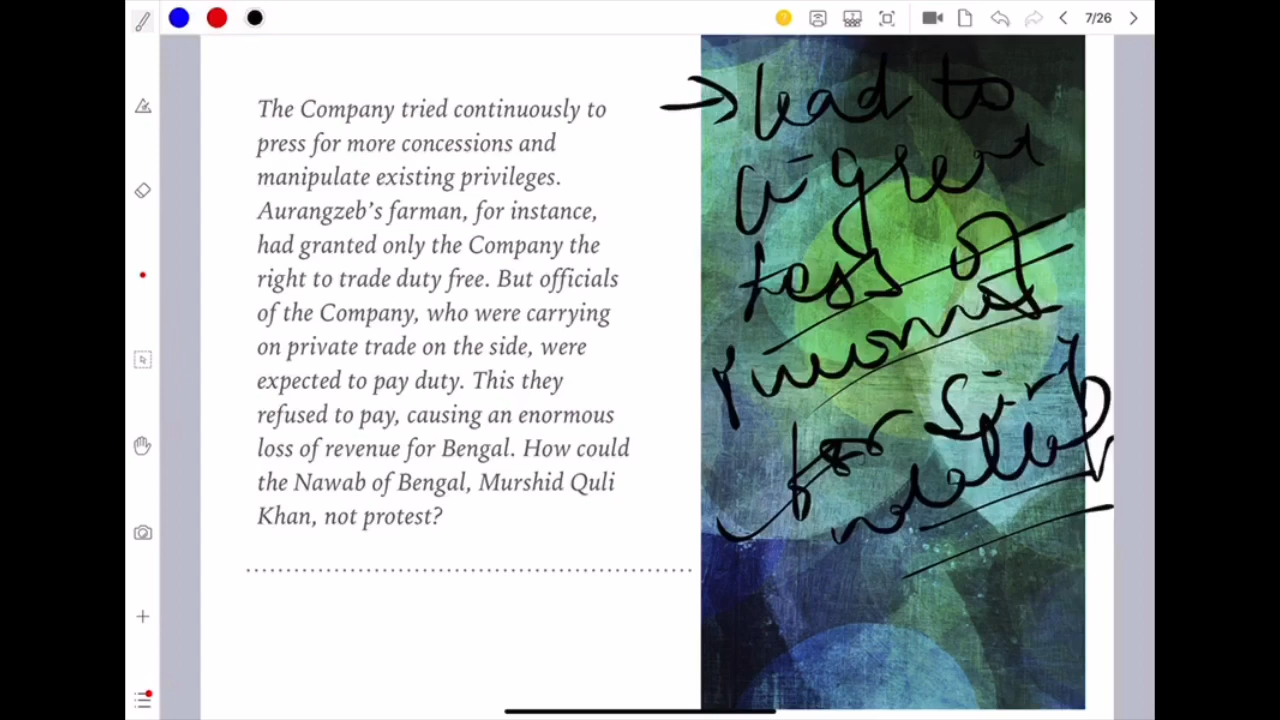 7/26
The Company tried continuously to
press for more concessions and
manipulate existing privileges.
Aurangzeb's farman, for instance,
had granted only the Company the
right to trade duty free. But officials
of the Company, who were carrying
on private trade on the side, were
expected to pay duty. This they
refused to pay, causing an enormous
loss of revenue for Bengal. How could
the Nawab of Bengal, Murshid Quli
Khan, not protest?
→ lead to
a great
loss of
for